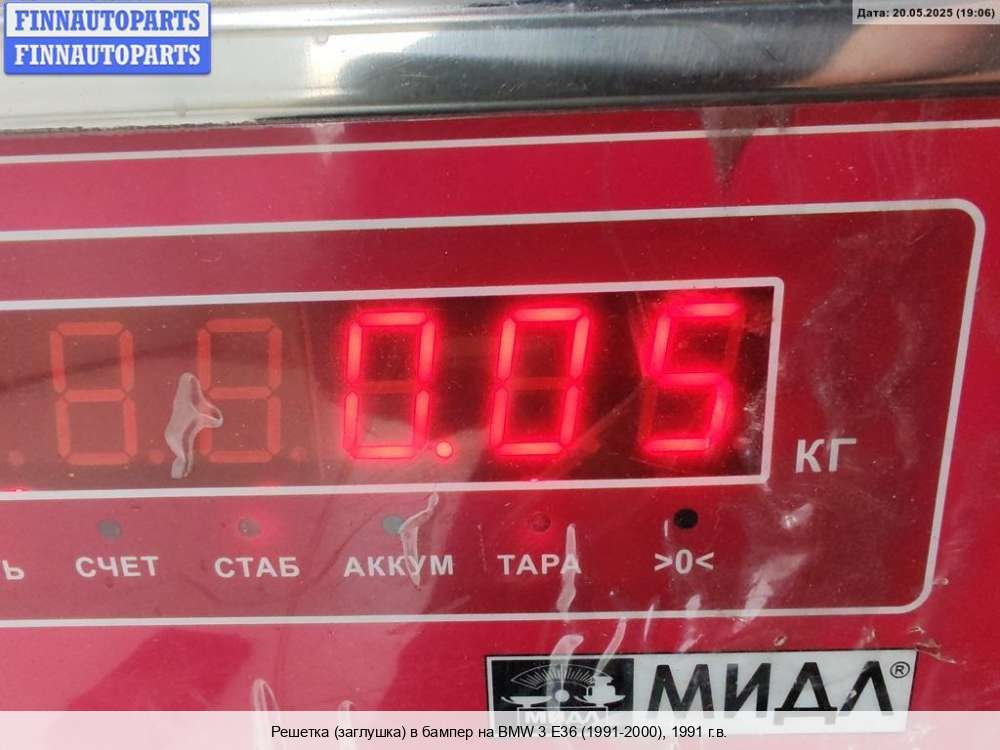 FINNAUTOPARTS
FINNAUTOPARTS
Дата: 20.05.2025 (19:06)
0.05
КГ
Ь СЧЕТ СТАБ АККУМ ТАРА >0<
МИДЛ®
МИДЛ
Решетка (заглушка) в бампер на BMW 3 E36 (1991-2000), 1991 г.в.